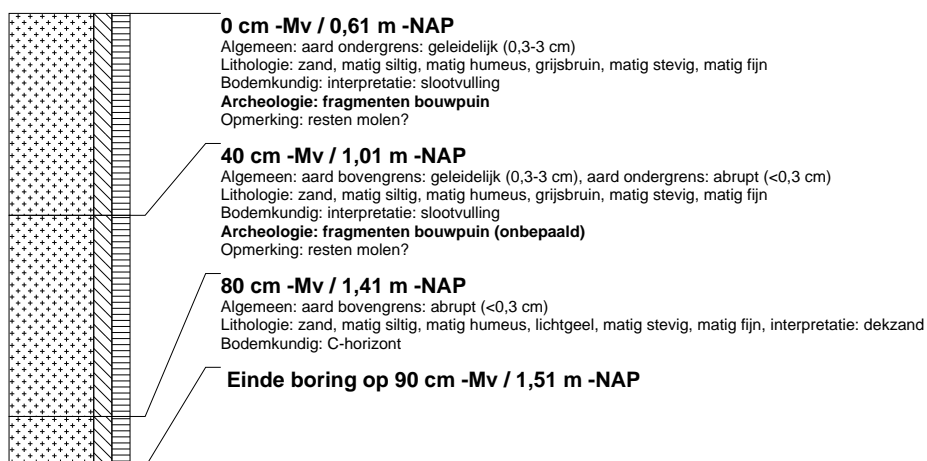 0 cm -Mv / 0,61 m -NAP
Algemeen: aard ondergrens: geleidelijk (0,3-3 cm)
Lithologie: zand, matig siltig, matig humeus, grijsbruin, matig stevig, matig fijn
Bodemkundig: interpretatie: slootvulling
Archeologie: fragmenten bouwpuin
Opmerking: resten molen?
40 cm -Mv / 1,01 m -NAP
Algemeen: aard bovengrens: geleidelijk (0,3-3 cm), aard ondergrens: abrupt (<0,3 cm)
Lithologie: zand, matig siltig, matig humeus, grijsbruin, matig stevig, matig fijn
Bodemkundig: interpretatie: slootvulling
Archeologie: fragmenten bouwpuin (onbepaald)
Opmerking: resten molen?
80 cm -Mv / 1,41 m -NAP
Algemeen: aard bovengrens: abrupt (<0,3 cm)
Lithologie: zand, matig siltig, matig humeus, lichtgeel, matig stevig, matig fijn, interpretatie: dekzand
Bodemkundig: C-horizont
Einde boring op 90 cm -Mv / 1,51 m -NAP